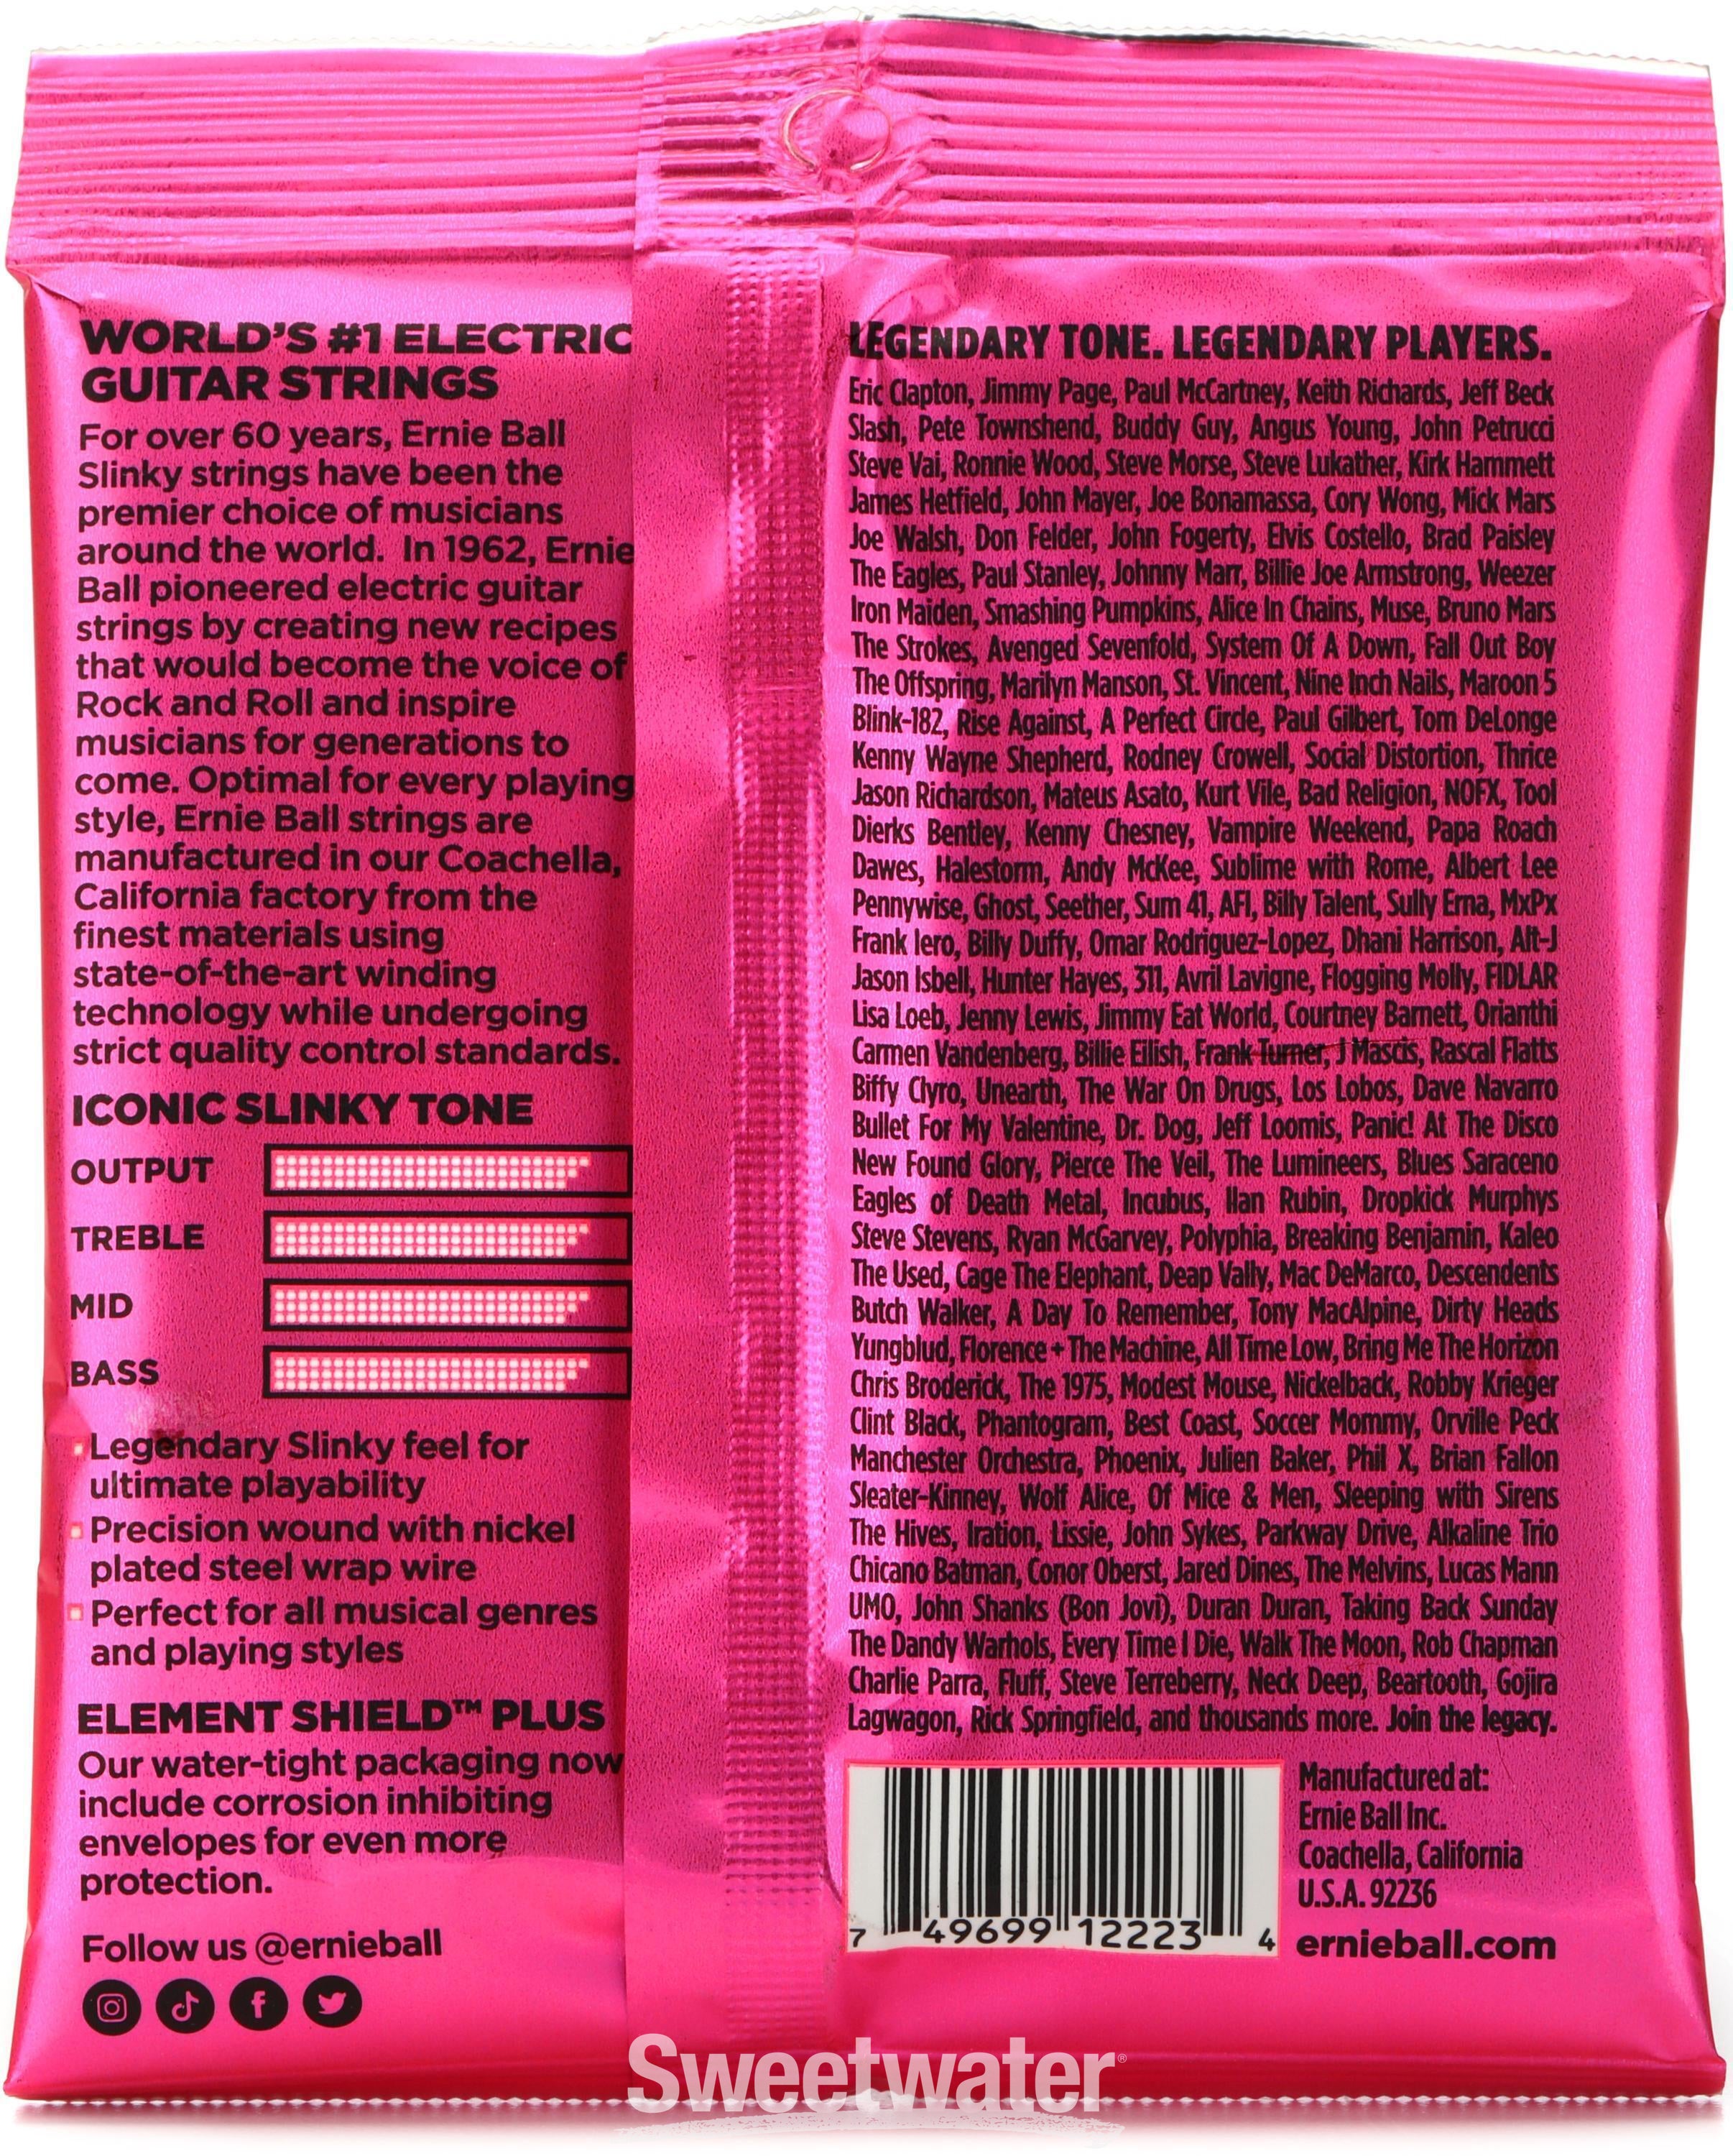 WORLD'S #1 ELECTRIC
GUITAR STRINGS
For over 60 years, Ernie Ball
Slinky strings have been the
premier choice of musicians
around the world. In 1962, Ernie
Ball pioneered electric guitar
strings by creating new recipes
that would become the voice of
Rock and Roll and inspire
musicians for generations to
come. Optimal for every playing
style, Ernie Ball strings are
manufactured in our Coachella,
California factory from the
finest materials using
state-of-the-art winding
technology while undergoing
strict quality control standards.
ICONIC SLINKY TONE
OUTPUT
TREBLE
MID
BASS
Legendary Slinky feel for
ultimate playability
Precision wound with nickel
plated steel wrap wire
Perfect for all musical genres
and playing styles
ELEMENT SHIELD™ PLUS
Our water-tight packaging now
include corrosion inhibiting
envelopes for even more
protection.
Follow us @ernieball
LEGENDARY TONE. LEGENDARY PLAYERS.
Eric Clapton, Jimmy Page, Paul McCartney, Keith Richards, Jeff Beck
Slash, Pete Townshend, Buddy Guy, Angus Young, John Petrucci
Steve Vai, Ronnie Wood, Steve Morse, Steve Lukather, Kirk Hammett
James Hetfield, John Mayer, Joe Bonamassa, Cory Wong, Mick Mars
Joe Walsh, Don Felder, John Fogerty, Elvis Costello, Brad Paisley
The Eagles, Paul Stanley, Johnny Marr, Billie Joe Armstrong, Weezer
Iron Maiden, Smashing Pumpkins, Alice In Chains, Muse, Bruno Mars
The Strokes, Avenged Sevenfold, System Of A Down, Fall Out Boy
The Offspring, Marilyn Manson, St. Vincent, Nine Inch Nails, Maroon 5
Blink-182, Rise Against, A Perfect Circle, Paul Gilbert, Tom DeLonge
Kenny Wayne Shepherd, Rodney Crowell, Social Distortion, Thrice
Jason Richardson, Mateus Asato, Kurt Vile, Bad Religion, NOFX, Tool
Dierks Bentley, Kenny Chesney, Vampire Weekend, Papa Roach
Dawes, Halestorm, Andy McKee, Sublime with Rome, Albert Lee
Pennywise, Ghost, Seether, Sum 41, AFI, Billy Talent, Sully Erna, MxPx
Frank Iero, Billy Duffy, Omar Rodriguez-Lopez, Dhani Harrison, Alt-J
Jason Isbell, Hunter Hayes, 311, Avril Lavigne, Flogging Molly, FIDLAR
Lisa Loeb, Jenny Lewis, Jimmy Eat World, Courtney Barnett, Orianthi
Carmen Vandenberg, Billie Eilish, Frank Turner, J Mascis, Rascal Flatts
Biffy Clyro, Unearth, The War On Drugs, Los Lobos, Dave Navarro
Bullet For My Valentine, Dr. Dog, Jeff Loomis, Panic! At The Disco
New Found Glory, Pierce The Veil, The Lumineers, Blues Saraceno
Eagles of Death Metal, Incubus, Ilan Rubin, Dropkick Murphys
Steve Stevens, Ryan McGarvey, Polyphia, Breaking Benjamin, Kaleo
The Used, Cage The Elephant, Deap Vally, Mac DeMarco, Descendents
Butch Walker, A Day To Remember, Tony MacAlpine, Dirty Heads
Yungblud, Florence + The Machine, All Time Low, Bring Me The Horizon
Chris Broderick, The 1975, Modest Mouse, Nickelback, Robby Krieger
Clint Black, Phantogram, Best Coast, Soccer Mommy, Orville Peck
Manchester Orchestra, Phoenix, Julien Baker, Phil X, Brian Fallon
Sleater-Kinney, Wolf Alice, Of Mice & Men, Sleeping with Sirens
The Hives, Iration, Lissie, John Sykes, Parkway Drive, Alkaline Trio
Chicano Batman, Conor Oberst, Jared Dines, The Melvins, Lucas Mann
UMO, John Shanks (Bon Jovi), Duran Duran, Taking Back Sunday
The Dandy Warhols, Every Time I Die, Walk The Moon, Rob Chapman
Charlie Parra, Fluff, Steve Terreberry, Neck Deep, Beartooth, Gojira
Lagwagon, Rick Springfield, and thousands more. Join the legacy.
7 49699 12223 4
Manufactured at:
Ernie Ball Inc.
Coachella, California
U.S.A. 92236
ernieball.com
Sweetwater®